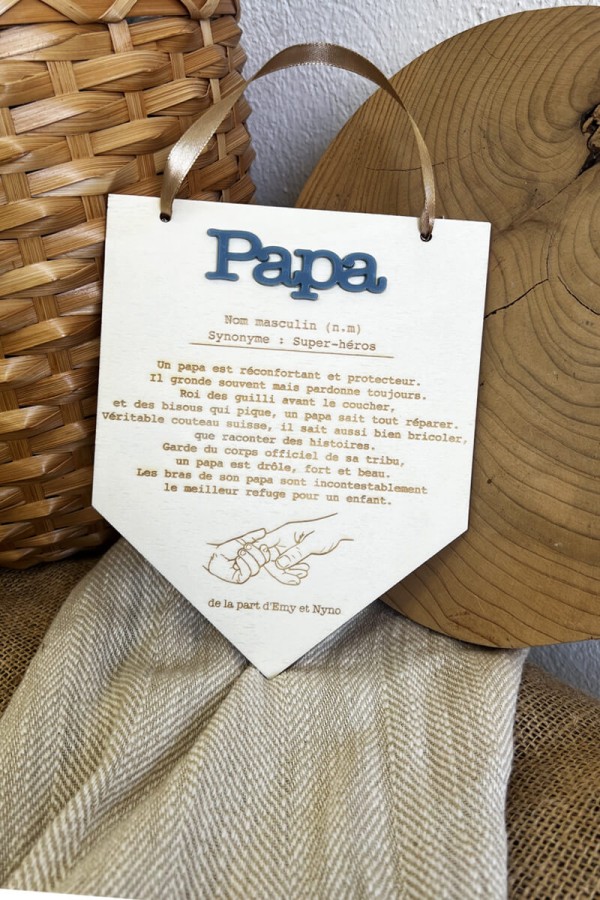 Papa
Nom masculin (n.m)
Synonyme : Super-héros
Un papa est réconfortant et protecteur.
Il gronde souvent mais pardonne toujours.
Roi des guilli avant le coucher,
et des bisous qui pique, un papa sait tout réparer.
Véritable couteau suisse, il sait aussi bien bricoler,
que raconter des histoires.
Garde du corps officiel de sa tribu,
un papa est drôle, fort et beau.
Les bras de son papa sont incontestablement
le meilleur refuge pour un enfant.
de la part d'Emy et Nyno